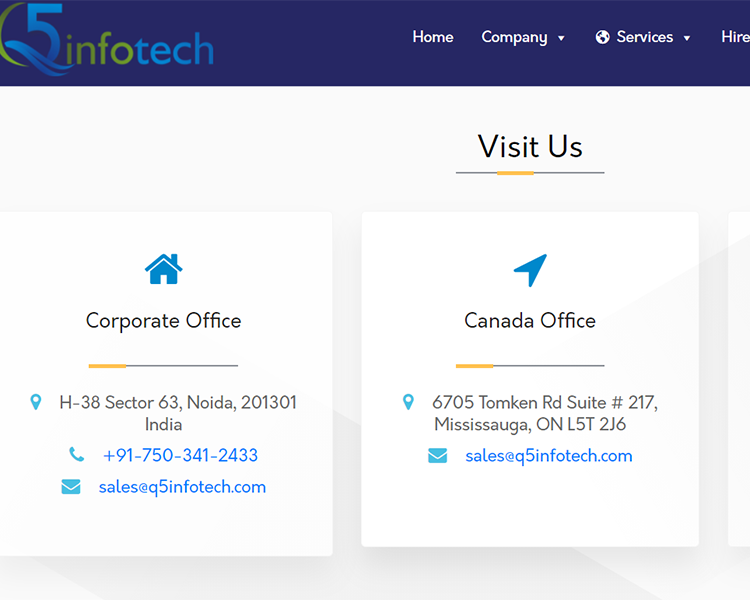 Q5infotech
Home Company Services Hire
Visit Us
Corporate Office
H-38 Sector 63, Noida, 201301
India
+91-750-341-2433
sales@q5infotech.com
Canada Office
6705 Tomken Rd Suite # 217,
Mississauga, ON L5T 2J6
sales@q5infotech.com